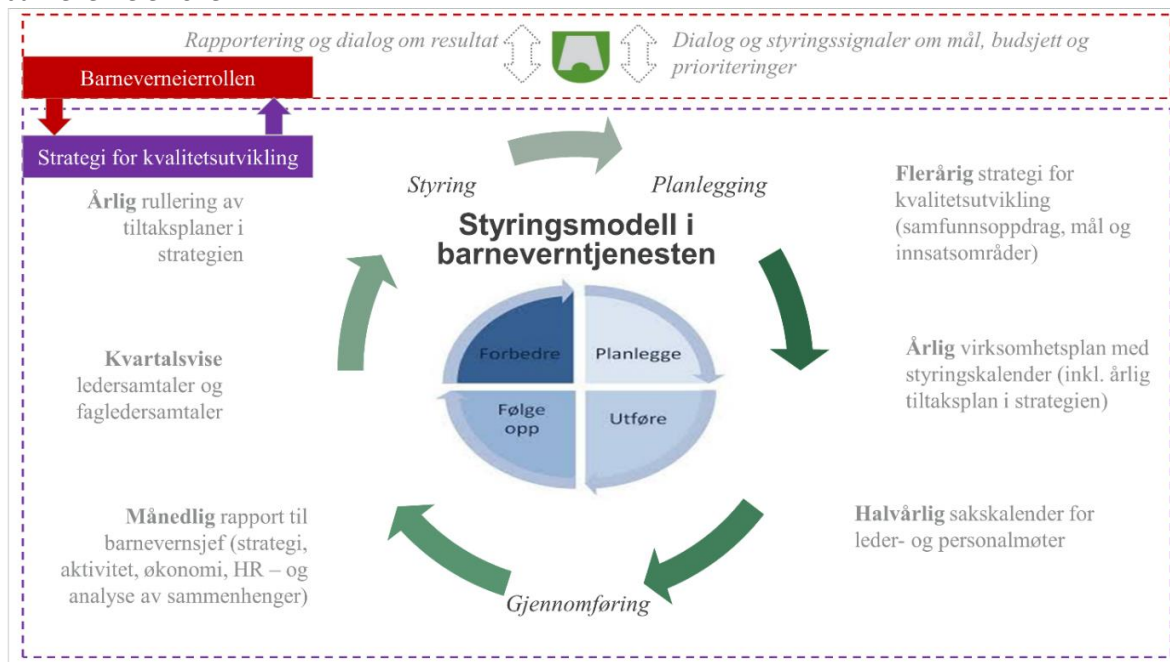 Rapportering og dialog om resultat
Dialog og styringssignaler om mål, budsjett og
prioriteringer
Barneverneierrollen
Strategi for kvalitetsutvikling
Styring
Planlegging
Årlig rullering av
tiltaksplaner i
strategien
Flerårig strategi for
kvalitetsutvikling
(samfunnsoppdrag, mål og
innsatsområder)
Styringsmodell i
barneverntjenesten
Forbedre
Planlegge
Følge
opp
Utføre
Kvartalsvise
ledersamtaler og
fagledersamtaler
Årlig virksomhetsplan med
styringskalender (inkl. årlig
tiltaksplan i strategien)
Månedlig rapport til
barnevernsjef (strategi,
aktivitet, økonomi, HR – og
analyse av sammenhenger)
Halvårlig sakskalender for
leder- og personalmøter
Gjennomføring